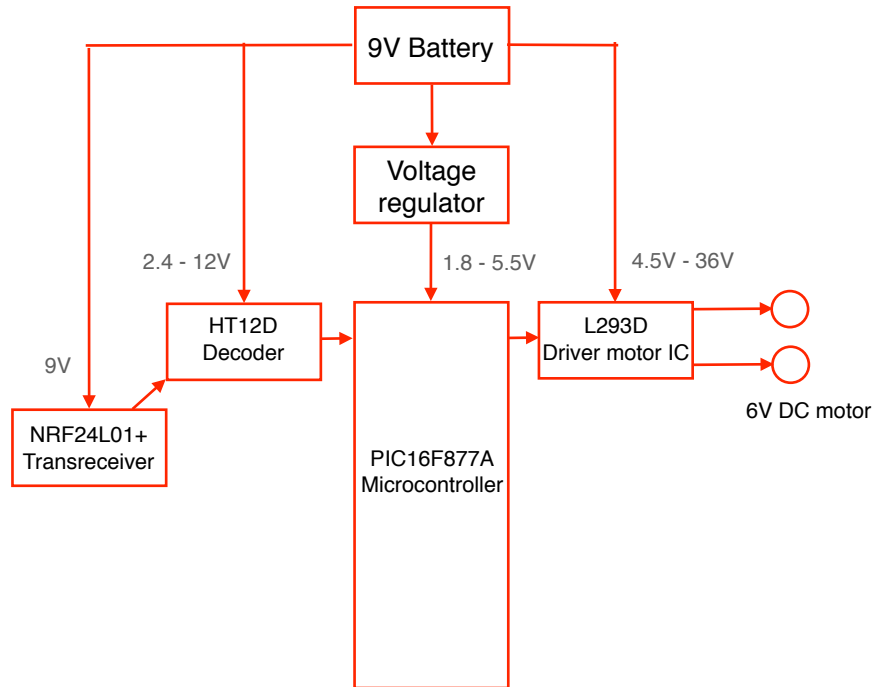 9V Battery
Voltage
regulator
2.4 - 12V
1.8 - 5.5V
4.5V - 36V
HT12D
Decoder
L293D
Driver motor IC
9V
6V DC motor
NRF24L01+
Transreceiver
PIC16F877A
Microcontroller